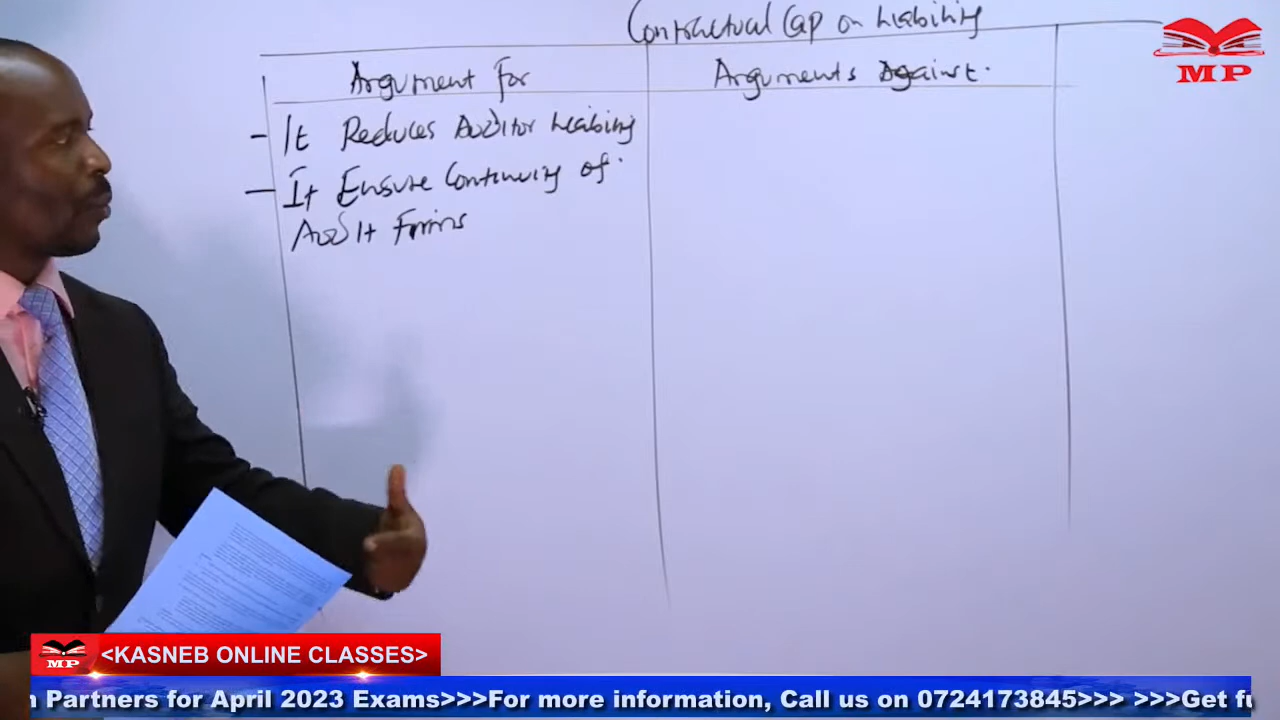 Contractual Cap on Liability
Argument for
Arguments Against.
- It Reduces Auditor Liability
- It Ensure Continuity of
Audit Firms
MP
MP
<KASNEB ONLINE CLASSES>
n Partners for April 2023 Exams>>>For more information, Call us on 0724173845>>> >>>Get fu